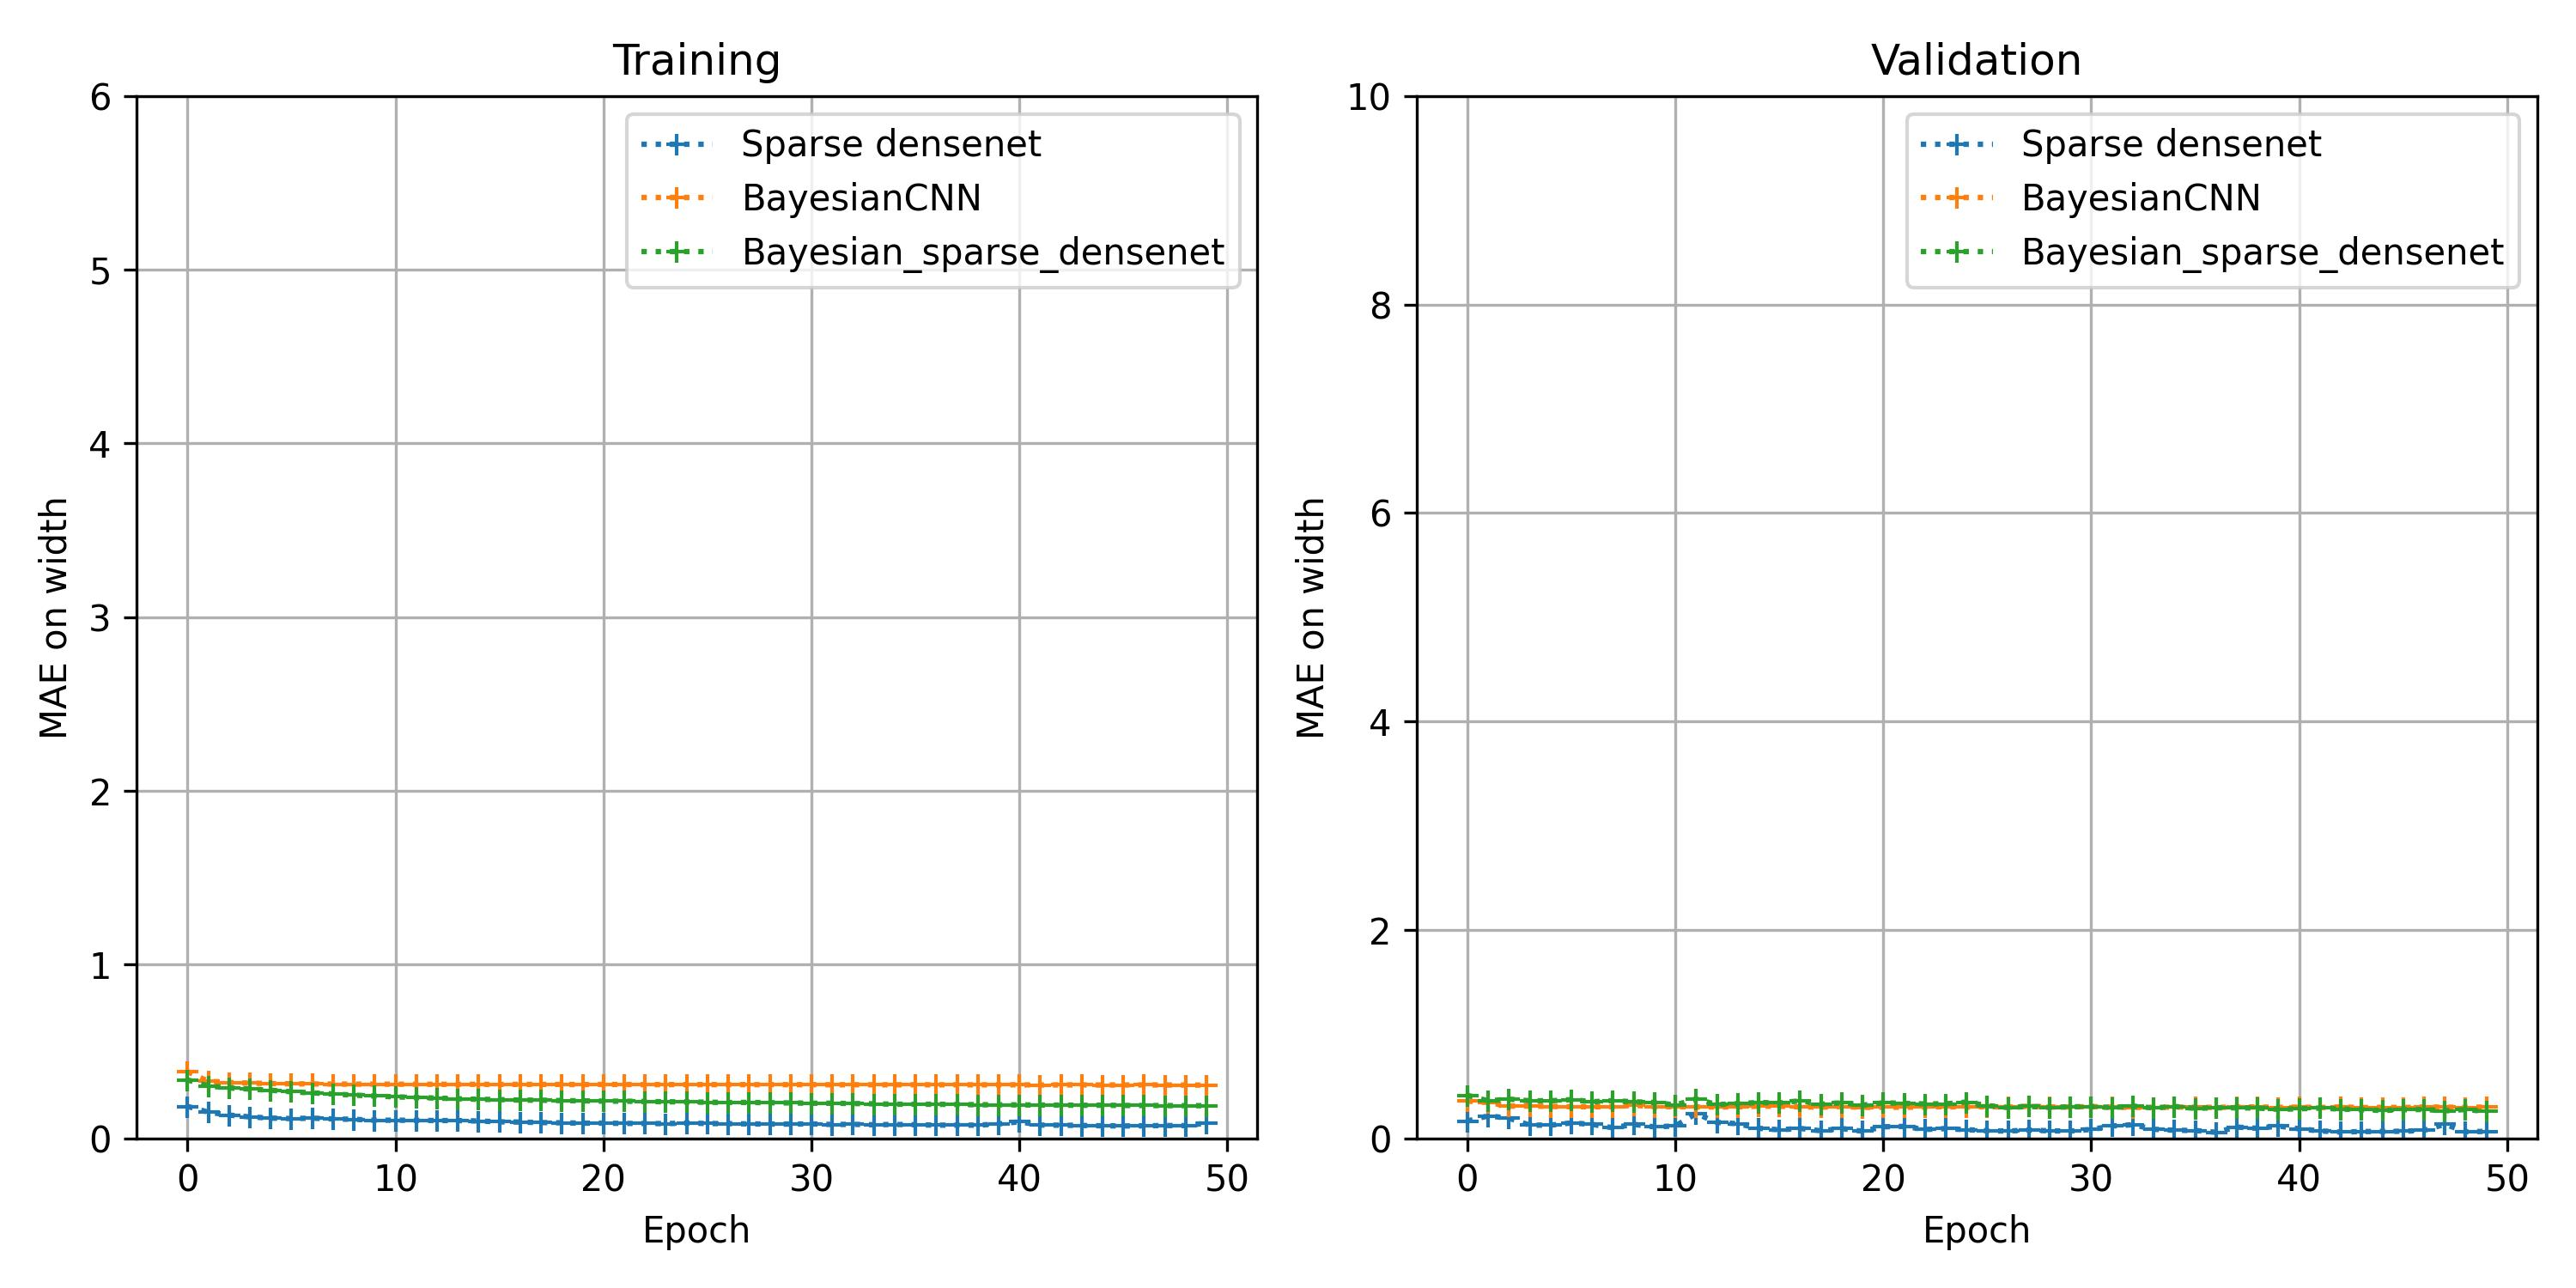 Training
6
5
4
3
2
1
0
MAE on width
Sparse densenet
BayesianCNN
Bayesian_sparse_densenet
0 10 20 30 40 50
Epoch
Validation
10
8
6
4
2
0
MAE on width
Sparse densenet
BayesianCNN
Bayesian_sparse_densenet
0 10 20 30 40 50
Epoch